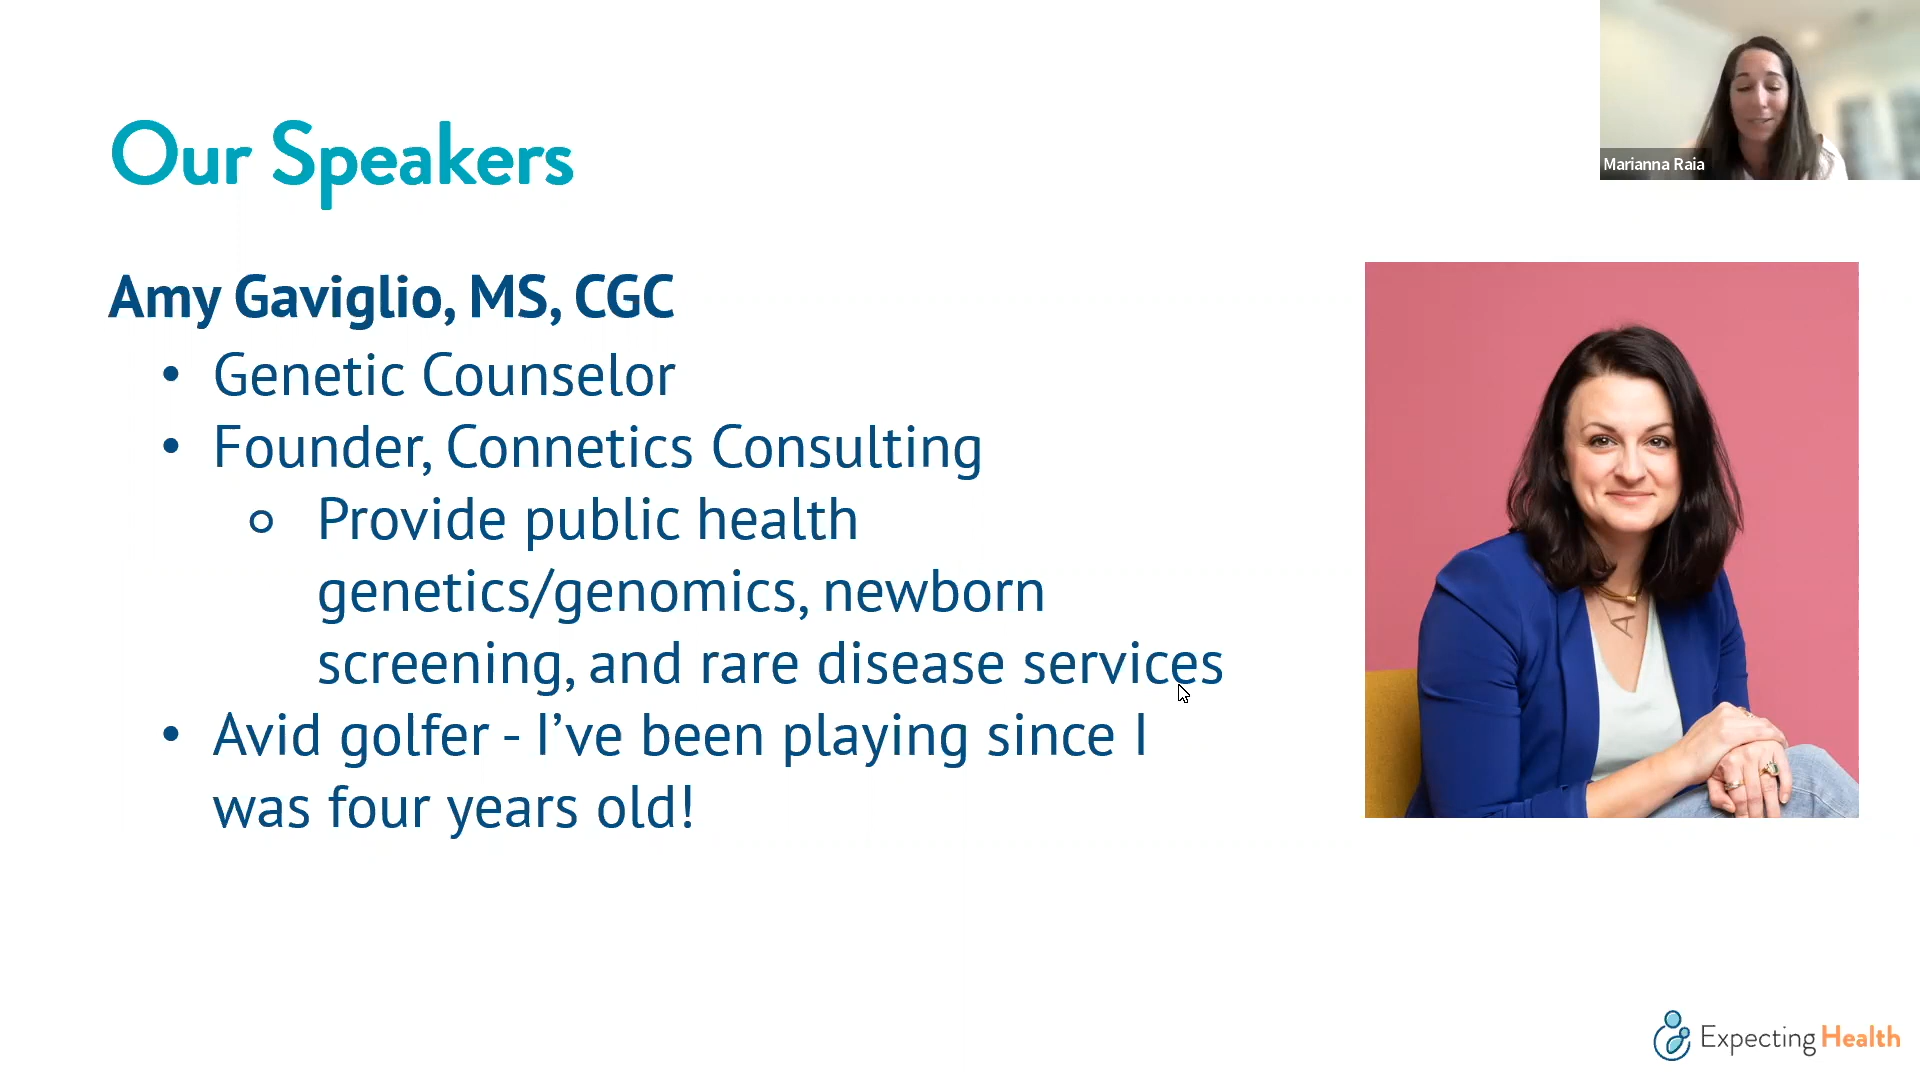 Our Speakers
Marianna Raia
Amy Gaviglio, MS, CGC
• Genetic Counselor
• Founder, Connetics Consulting
○ Provide public health
genetics/genomics, newborn
screening, and rare disease services
• Avid golfer - I’ve been playing since I
was four years old!
A
Expecting Health